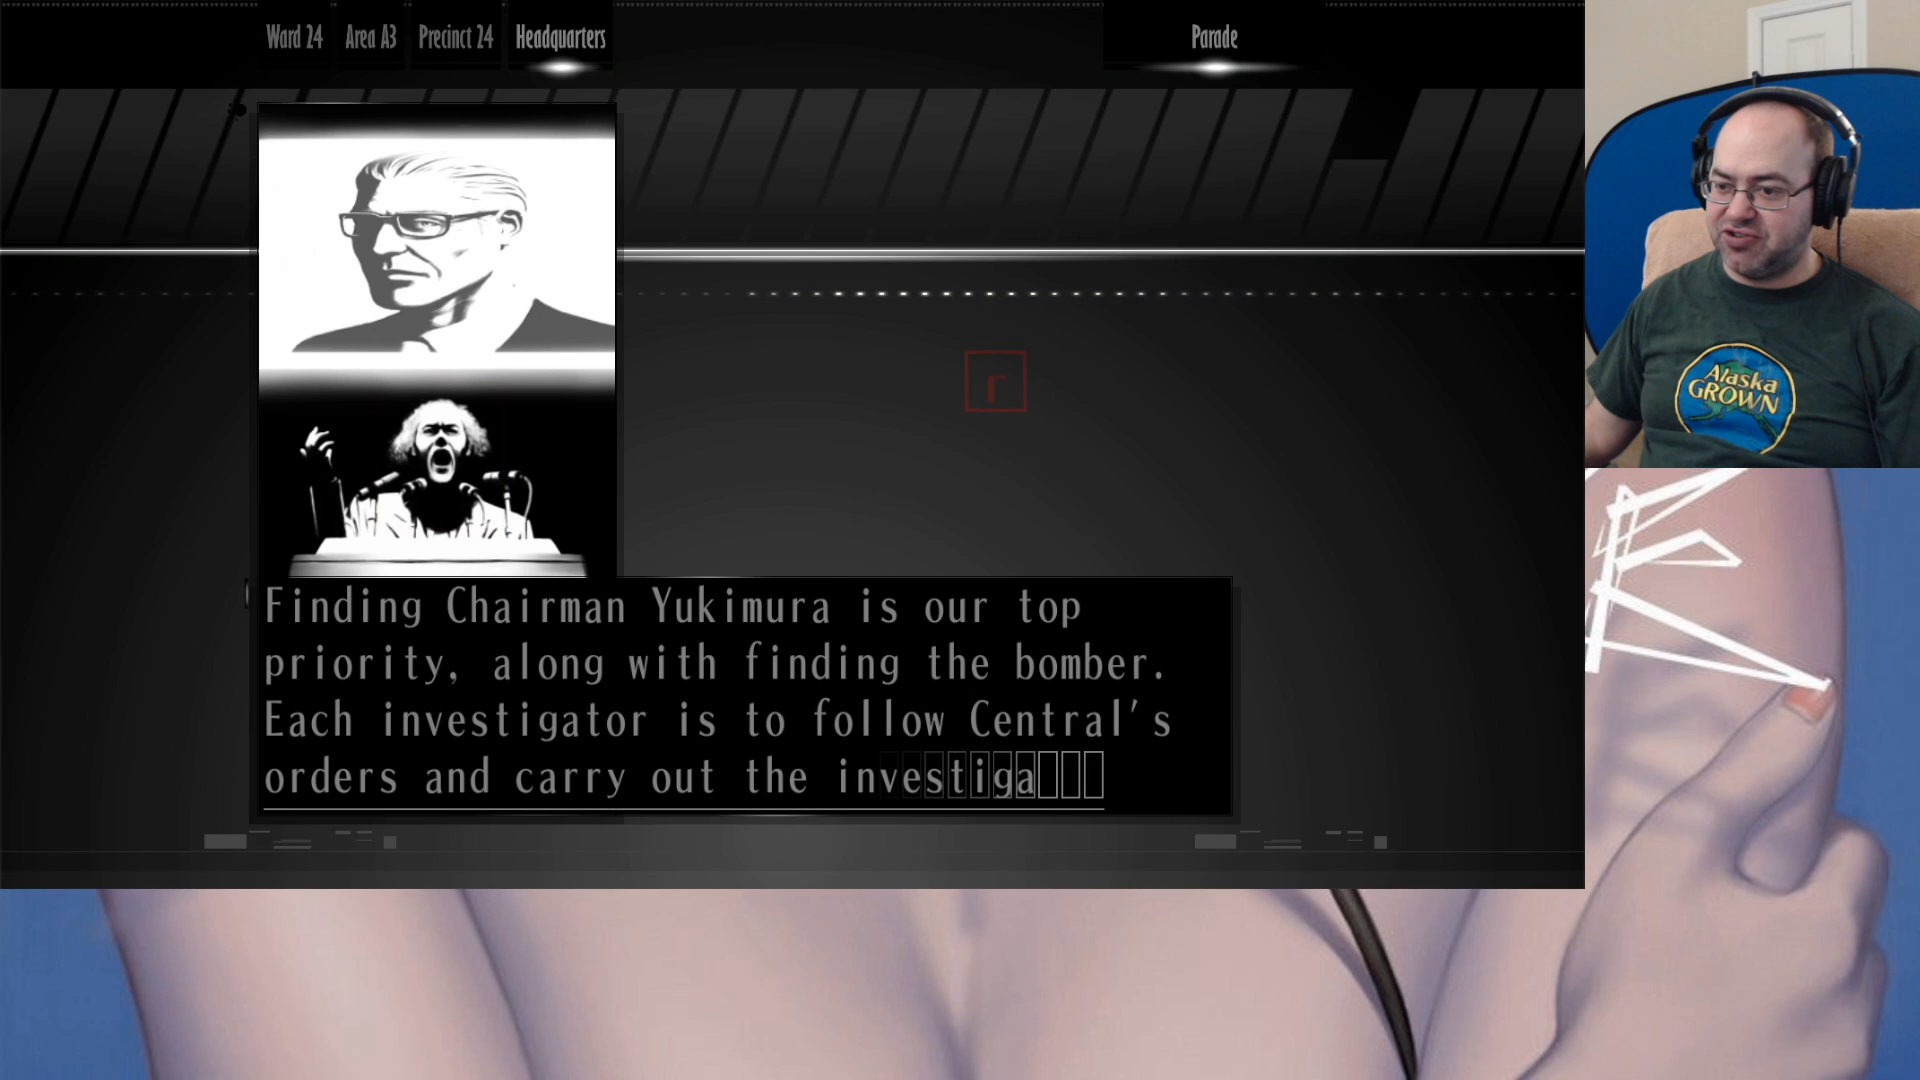 Ward 24
Area A3
Precinct 24
Headquarters
Parade
r
Finding Chairman Yukimura is our top
priority, along with finding the bomber.
Each investigator is to follow Central's
orders and carry out the investiga
Alaska
GROWN